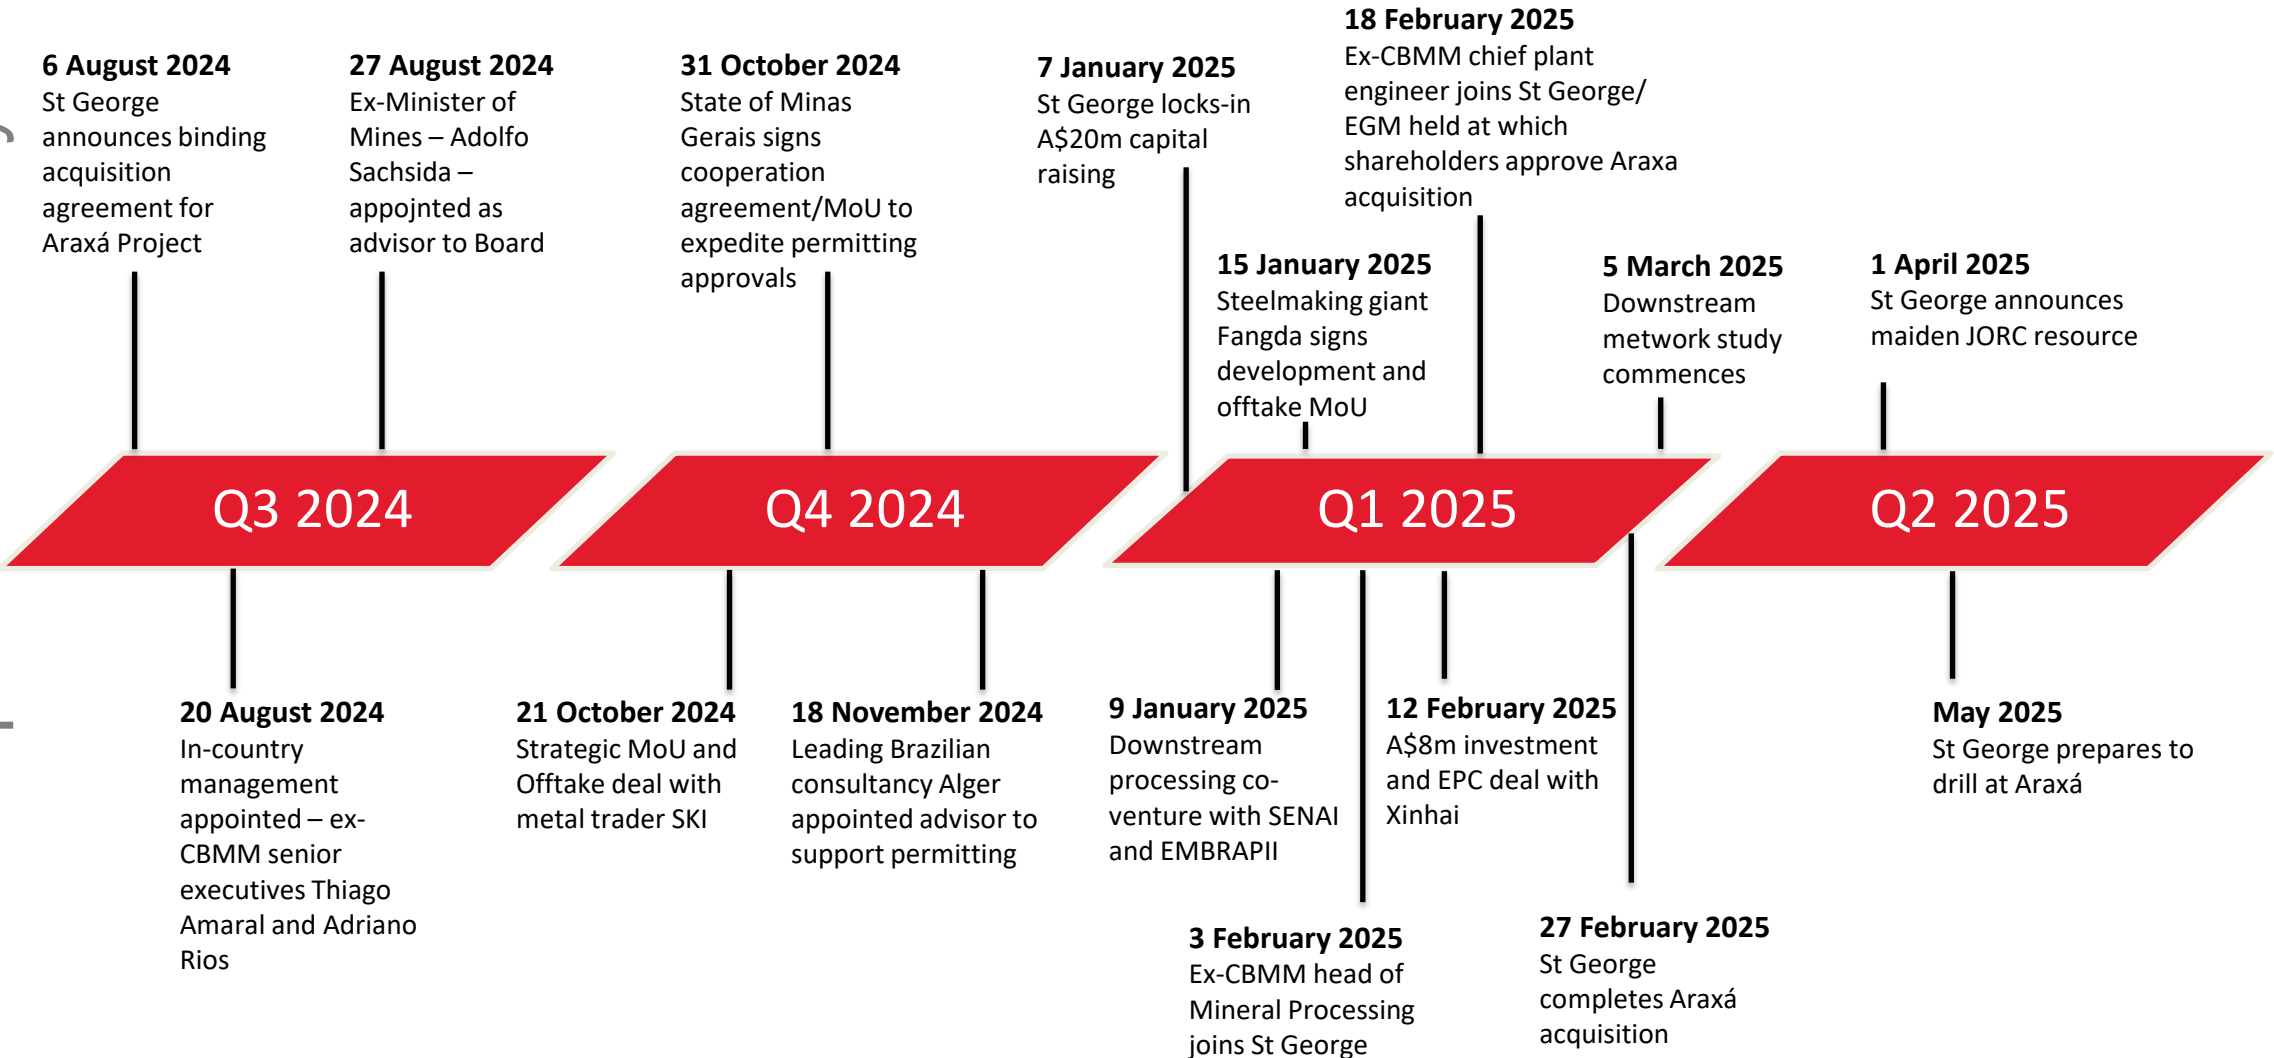 6 August 2024
St George
announces binding
acquisition
agreement for
Araxá Project
27 August 2024
Ex-Minister of
Mines – Adolfo
Sachsida –
appojnted as
advisor to Board
31 October 2024
State of Minas
Gerais signs
cooperation
agreement/MoU to
expedite permitting
approvals
7 January 2025
St George locks-in
A$20m capital
raising
15 January 2025
Steelmaking giant
Fangda signs
development and
offtake MoU
18 February 2025
Ex-CBMM chief plant
engineer joins St George/
EGM held at which
shareholders approve Araxa
acquisition
5 March 2025
Downstream
metwork study
commences
1 April 2025
St George announces
maiden JORC resource
Q3 2024
Q4 2024
Q1 2025
Q2 2025
20 August 2024
In-country
management
appointed – ex-
CBMM senior
executives Thiago
Amaral and Adriano
Rios
21 October 2024
Strategic MoU and
Offtake deal with
metal trader SKI
18 November 2024
Leading Brazilian
consultancy Alger
appointed advisor to
support permitting
9 January 2025
Downstream
processing co-
venture with SENAI
and EMBRAPII
3 February 2025
Ex-CBMM head of
Mineral Processing
joins St George
12 February 2025
A$8m investment
and EPC deal with
Xinhai
27 February 2025
St George
completes Araxá
acquisition
May 2025
St George prepares to
drill at Araxá